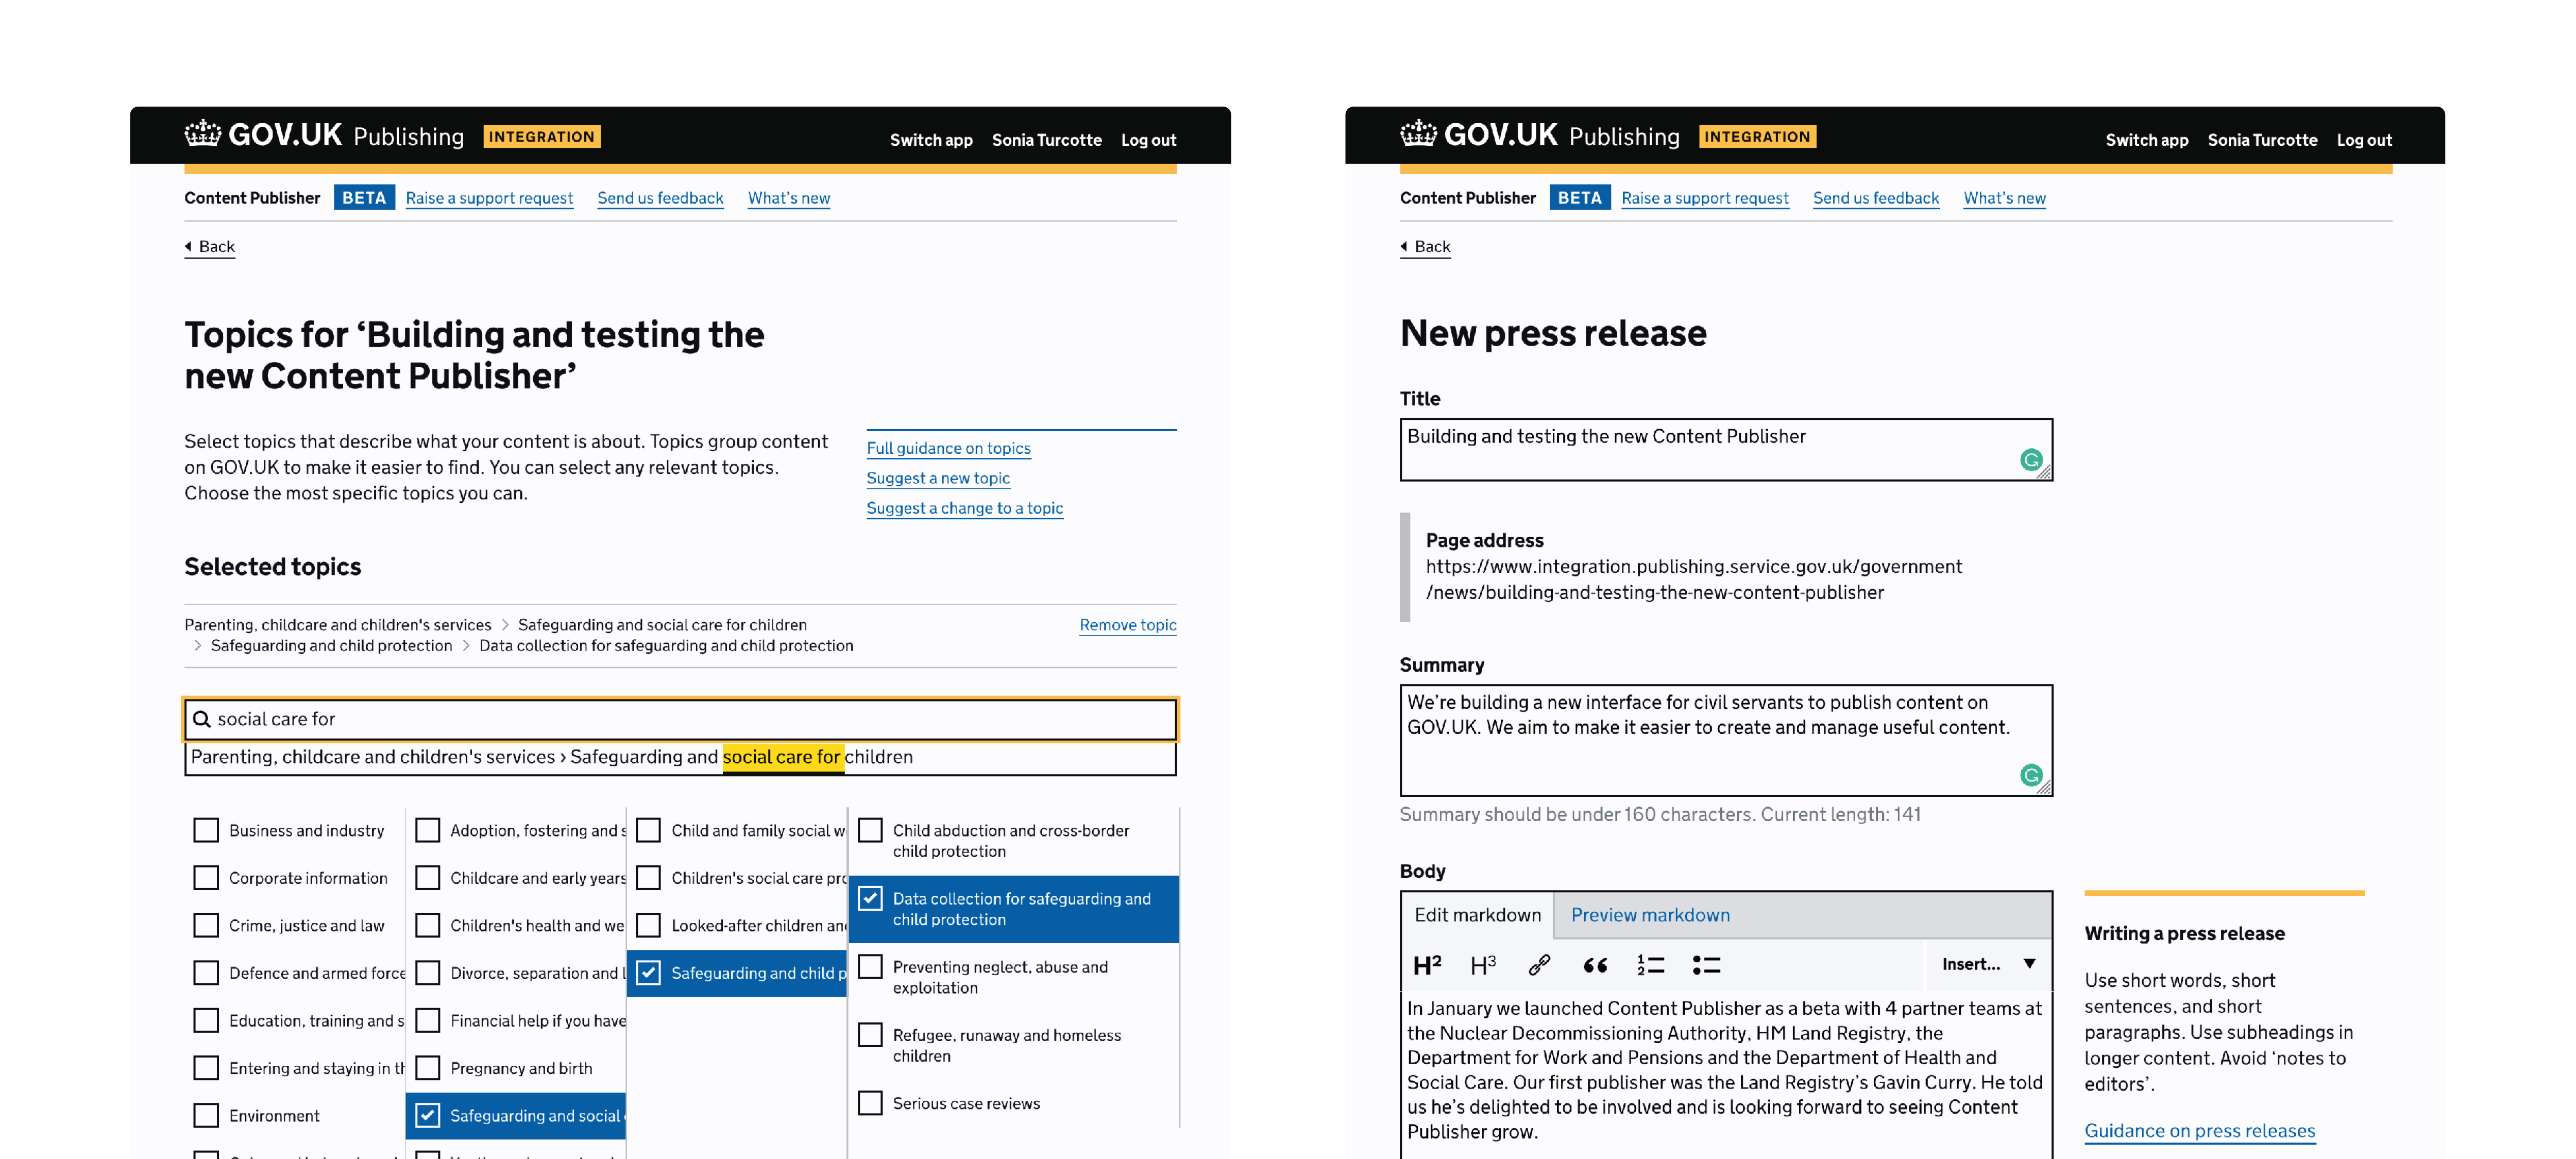 GOV.UK Publishing INTEGRATION
Switch app Sonia Turcotte Log out
Content Publisher BETA Raise a support request Send us feedback What's new
Back
Topics for ‘Building and testing the
new Content Publisher’
Select topics that describe what your content is about. Topics group content
on GOV.UK to make it easier to find. You can select any relevant topics.
Choose the most specific topics you can.
Full guidance on topics
Suggest a new topic
Suggest a change to a topic
Selected topics
Parenting, childcare and children's services > Safeguarding and social care for children
> Safeguarding and child protection > Data collection for safeguarding and child protection
Remove topic
social care for
Parenting, childcare and children's services › Safeguarding and social care for children
Business and industry
Corporate information
Crime, justice and law
Defence and armed force
Education, training and s
Entering and staying in th
Environment
Adoption, fostering and s
Childcare and early years
Children's health and we
Divorce, separation and l
Financial help if you have
Pregnancy and birth
Safeguarding and social
Child and family social w
Children's social care pro
Looked-after children an
Safeguarding and child p
Child abduction and cross-border
child protection
Data collection for safeguarding and
child protection
Preventing neglect, abuse and
exploitation
Refugee, runaway and homeless
children
Serious case reviews
GOV.UK Publishing INTEGRATION
Switch app Sonia Turcotte Log out
Content Publisher BETA Raise a support request Send us feedback What's new
Back
New press release
Title
Building and testing the new Content Publisher
Page address
https://www.integration.publishing.service.gov.uk/government
/news/building-and-testing-the-new-content-publisher
Summary
We’re building a new interface for civil servants to publish content on
GOV.UK. We aim to make it easier to create and manage useful content.
Summary should be under 160 characters. Current length: 141
Body
Edit markdown Preview markdown
H2 H3 Insert...
In January we launched Content Publisher as a beta with 4 partner teams at
the Nuclear Decommissioning Authority, HM Land Registry, the
Department for Work and Pensions and the Department of Health and
Social Care. Our first publisher was the Land Registry’s Gavin Curry. He told
us he’s delighted to be involved and is looking forward to seeing Content
Publisher grow.
Writing a press release
Use short words, short
sentences, and short
paragraphs. Use subheadings in
longer content. Avoid ‘notes to
editors’.
Guidance on press releases